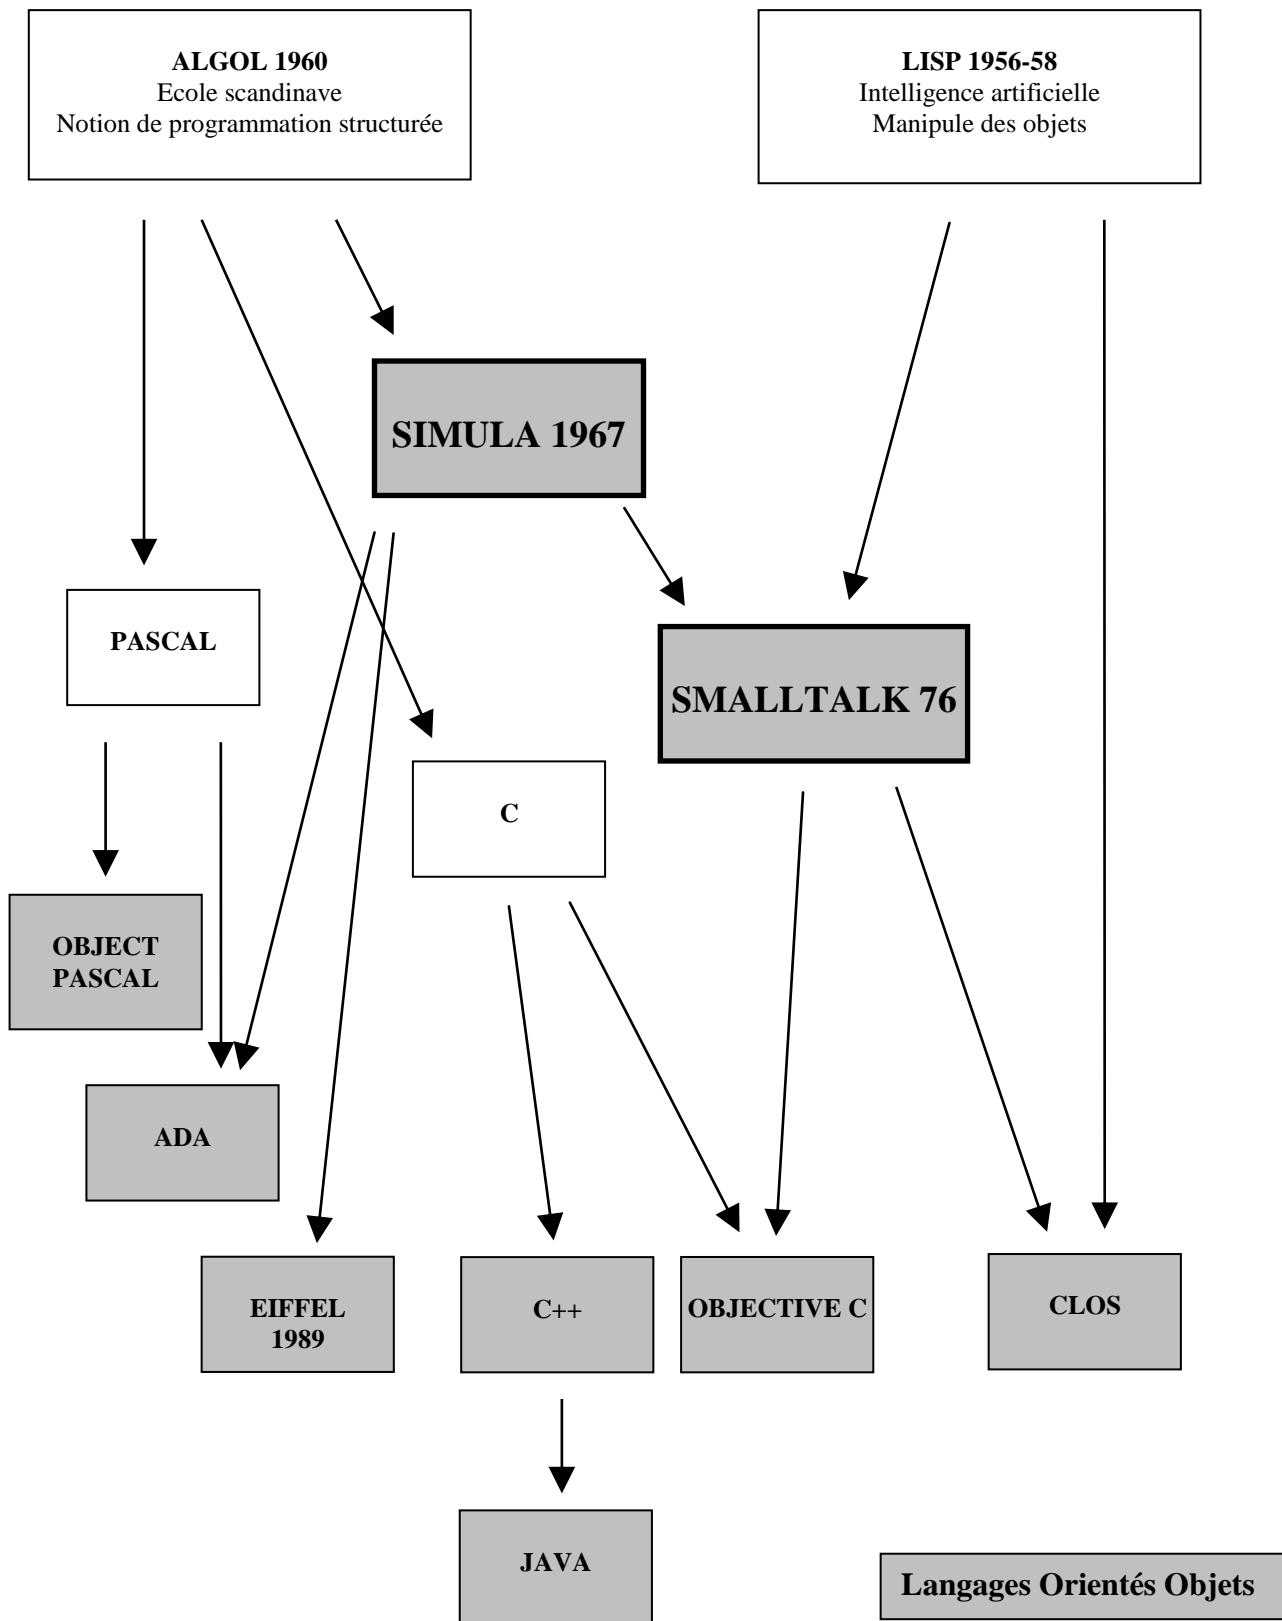 ALGOL 1960
Ecole scandinave
Notion de programmation structurée
LISP 1956-58
Intelligence artificielle
Manipule des objets
SIMULA 1967
PASCAL
SMALLTALK 76
C
OBJECT
PASCAL
ADA
EIFFEL
1989
C++
OBJECTIVE C
CLOS
JAVA
Langages Orientés Objets